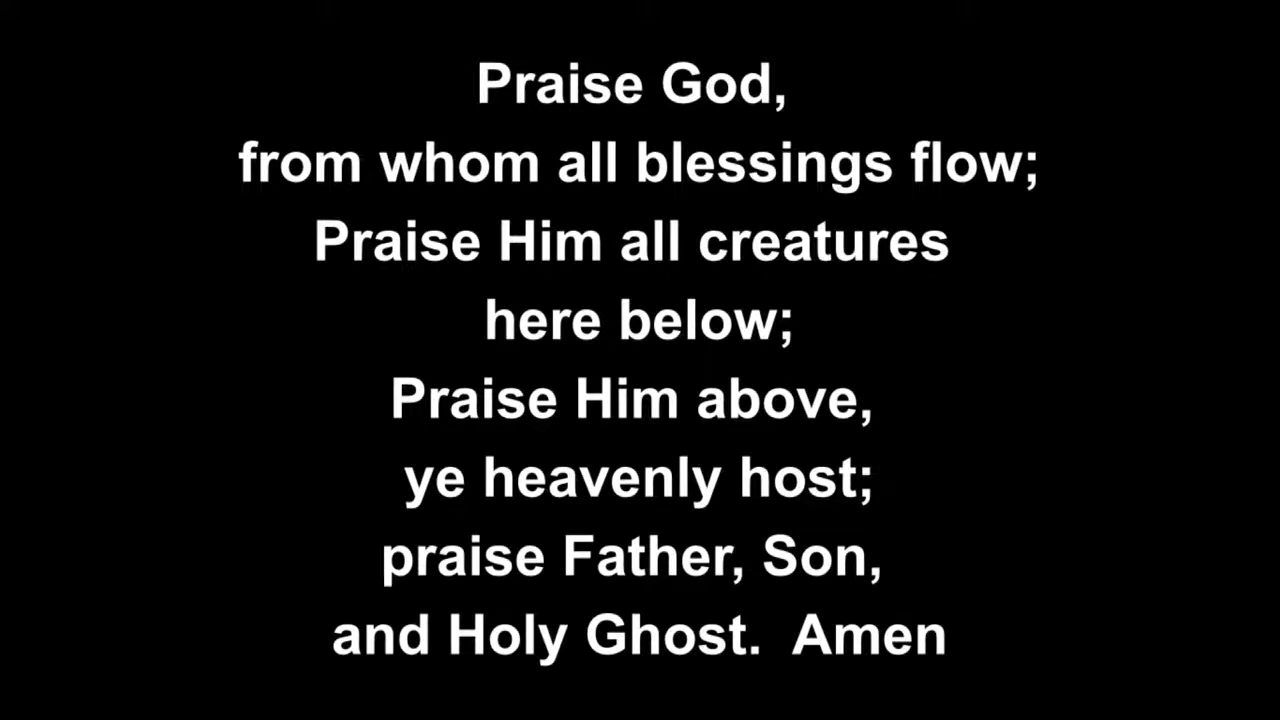 Praise God,
from whom all blessings flow;
Praise Him all creatures
here below;
Praise Him above,
ye heavenly host;
praise Father, Son,
and Holy Ghost.  Amen